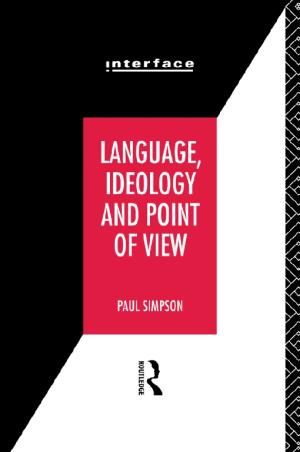 interface
LANGUAGE,
IDEOLOGY
AND POINT
OF VIEW
PAUL SIMPSON
ROUTLEDGE